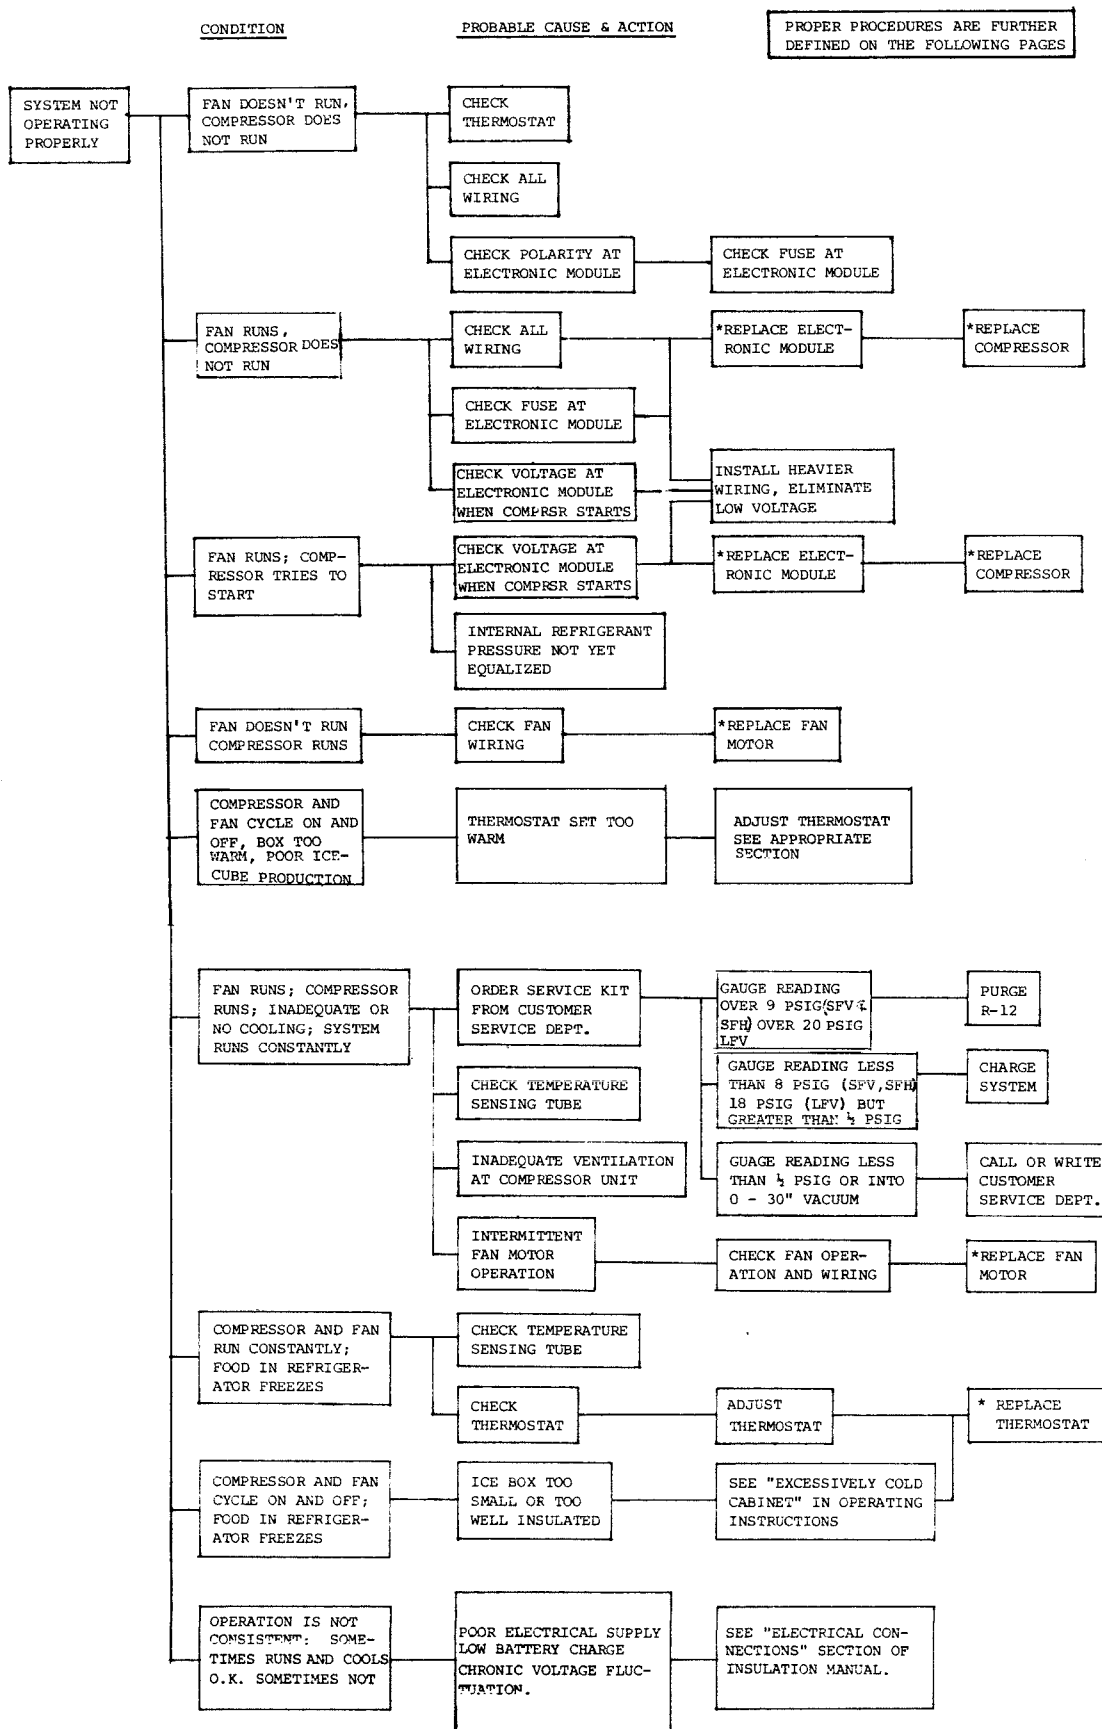 CONDITION
PROBABLE CAUSE & ACTION
PROPER PROCEDURES ARE FURTHER
DEFINED ON THE FOLLOWING PAGES
SYSTEM NOT
OPERATING
PROPERLY
FAN DOESN'T RUN,
COMPRESSOR DOES
NOT RUN
CHECK
THERMOSTAT
CHECK ALL
WIRING
CHECK POLARITY AT
ELECTRONIC MODULE
CHECK FUSE AT
ELECTRONIC MODULE
FAN RUNS,
COMPRESSOR DOES
NOT RUN
CHECK ALL
WIRING
*REPLACE ELECT-
RONIC MODULE
*REPLACE
COMPRESSOR
CHECK FUSE AT
ELECTRONIC MODULE
CHECK VOLTAGE AT
ELECTRONIC MODULE
WHEN COMPRSR STARTS
INSTALL HEAVIER
WIRING, ELIMINATE
LOW VOLTAGE
FAN RUNS; COMP-
RESSOR TRIES TO
START
CHECK VOLTAGE AT
ELECTRONIC MODULE
WHEN COMPRSR STARTS
*REPLACE ELECT-
RONIC MODULE
*REPLACE
COMPRESSOR
INTERNAL REFRIGERANT
PRESSURE NOT YET
EQUALIZED
FAN DOESN'T RUN
COMPRESSOR RUNS
CHECK FAN
WIRING
*REPLACE FAN
MOTOR
COMPRESSOR AND
FAN CYCLE ON AND
OFF, BOX TOO
WARM, POOR ICE-
CUBE PRODUCTION
THERMOSTAT SET TOO
WARM
ADJUST THERMOSTAT
SEE APPROPRIATE
SECTION
FAN RUNS; COMPRESSOR
RUNS; INADEQUATE OR
NO COOLING; SYSTEM
RUNS CONSTANTLY
ORDER SERVICE KIT
FROM CUSTOMER
SERVICE DEPT.
GAUGE READING
OVER 9 PSIG(SFV &
SFH) OVER 20 PSIG
LFV
PURGE
R-12
CHECK TEMPERATURE
SENSING TUBE
GAUGE READING LESS
THAN 8 PSIG (SFV,SFH)
18 PSIG (LFV) BUT
GREATER THAN ½ PSIG
CHARGE
SYSTEM
INADEQUATE VENTILATION
AT COMPRESSOR UNIT
GUAGE READING LESS
THAN ½ PSIG OR INTO
0 - 30" VACUUM
CALL OR WRITE
CUSTOMER
SERVICE DEPT.
INTERMITTENT
FAN MOTOR
OPERATION
CHECK FAN OPER-
ATION AND WIRING
*REPLACE FAN
MOTOR
COMPRESSOR AND FAN
RUN CONSTANTLY;
FOOD IN REFRIGER-
ATOR FREEZES
CHECK TEMPERATURE
SENSING TUBE
CHECK
THERMOSTAT
ADJUST
THERMOSTAT
* REPLACE
THERMOSTAT
COMPRESSOR AND FAN
CYCLE ON AND OFF;
FOOD IN REFRIGER-
ATOR FREEZES
ICE BOX TOO
SMALL OR TOO
WELL INSULATED
SEE "EXCESSIVELY COLD
CABINET" IN OPERATING
INSTRUCTIONS
OPERATION IS NOT
CONSISTENT: SOME-
TIMES RUNS AND COOLS
O.K. SOMETIMES NOT
POOR ELECTRICAL SUPPLY
LOW BATTERY CHARGE
CHRONIC VOLTAGE FLUC-
TUATION.
SEE "ELECTRICAL CON-
NECTIONS" SECTION OF
INSULATION MANUAL.